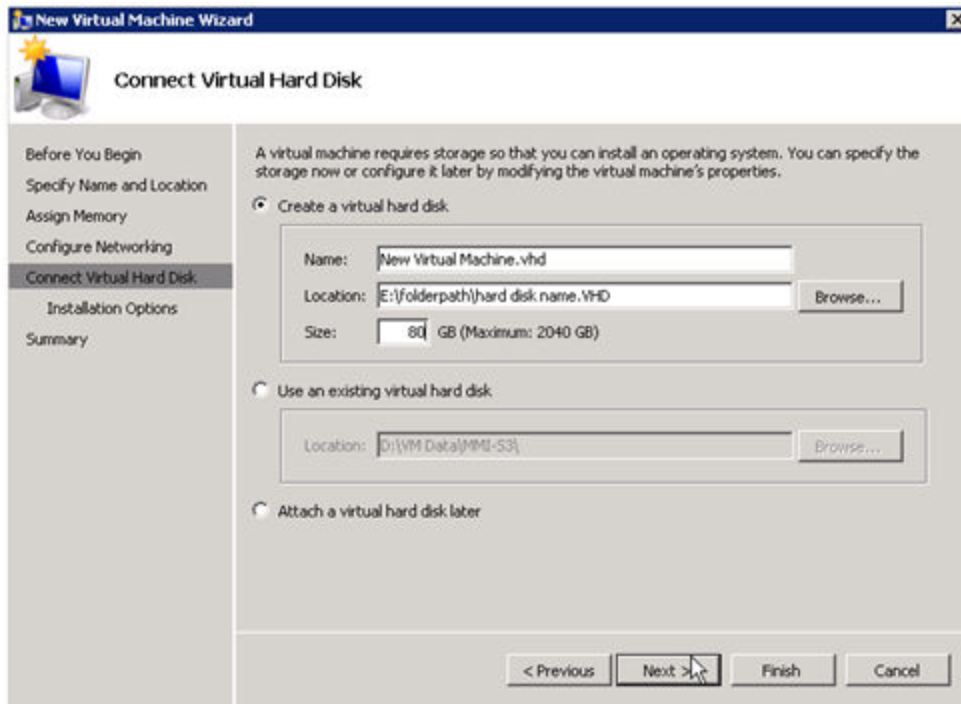 New Virtual Machine Wizard
Connect Virtual Hard Disk
Before You Begin
Specify Name and Location
Assign Memory
Configure Networking
Connect Virtual Hard Disk
Installation Options
Summary
A virtual machine requires storage so that you can install an operating system. You can specify the
storage now or configure it later by modifying the virtual machine's properties.
Create a virtual hard disk
Name: New Virtual Machine.vhd
Location: E:\folderpath\hard disk name.VHD Browse...
Size: 80 GB (Maximum: 2040 GB)
Use an existing virtual hard disk
Location: D:\VM Data\MMI-S3\ Browse...
Attach a virtual hard disk later
< Previous Next > Finish Cancel